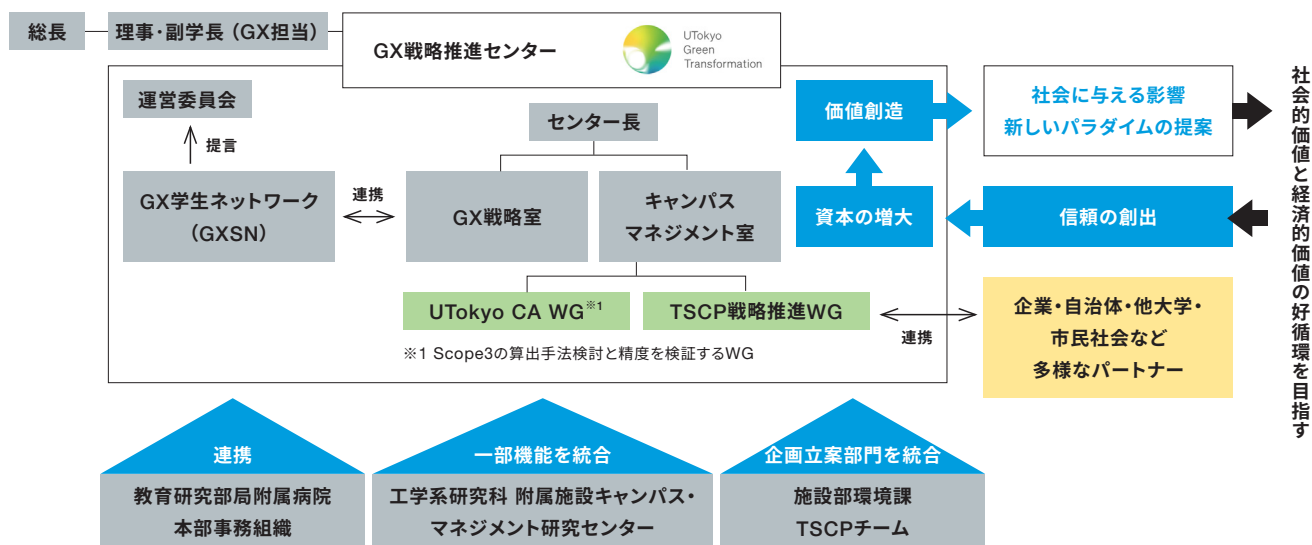 総長
理事・副学長（GX担当）
GX戦略推進センター
UTokyo
Green
Transformation
運営委員会
提言
GX学生ネットワーク
（GXSN）
連携
センター長
GX戦略室
キャンパス
マネジメント室
UTokyo CA WG※1
TSCP戦略推進WG
※1 Scope3の算出手法検討と精度を検証するWG
価値創造
資本の増大
社会に与える影響
新しいパラダイムの提案
信頼の創出
連携
企業・自治体・他大学・
市民社会など
多様なパートナー
社会的価値と経済的価値の好循環を目指す
連携
教育研究部局附属病院
本部事務組織
一部機能を統合
工学系研究科 附属施設キャンパス・
マネジメント研究センター
企画立案部門を統合
施設部環境課
TSCPチーム